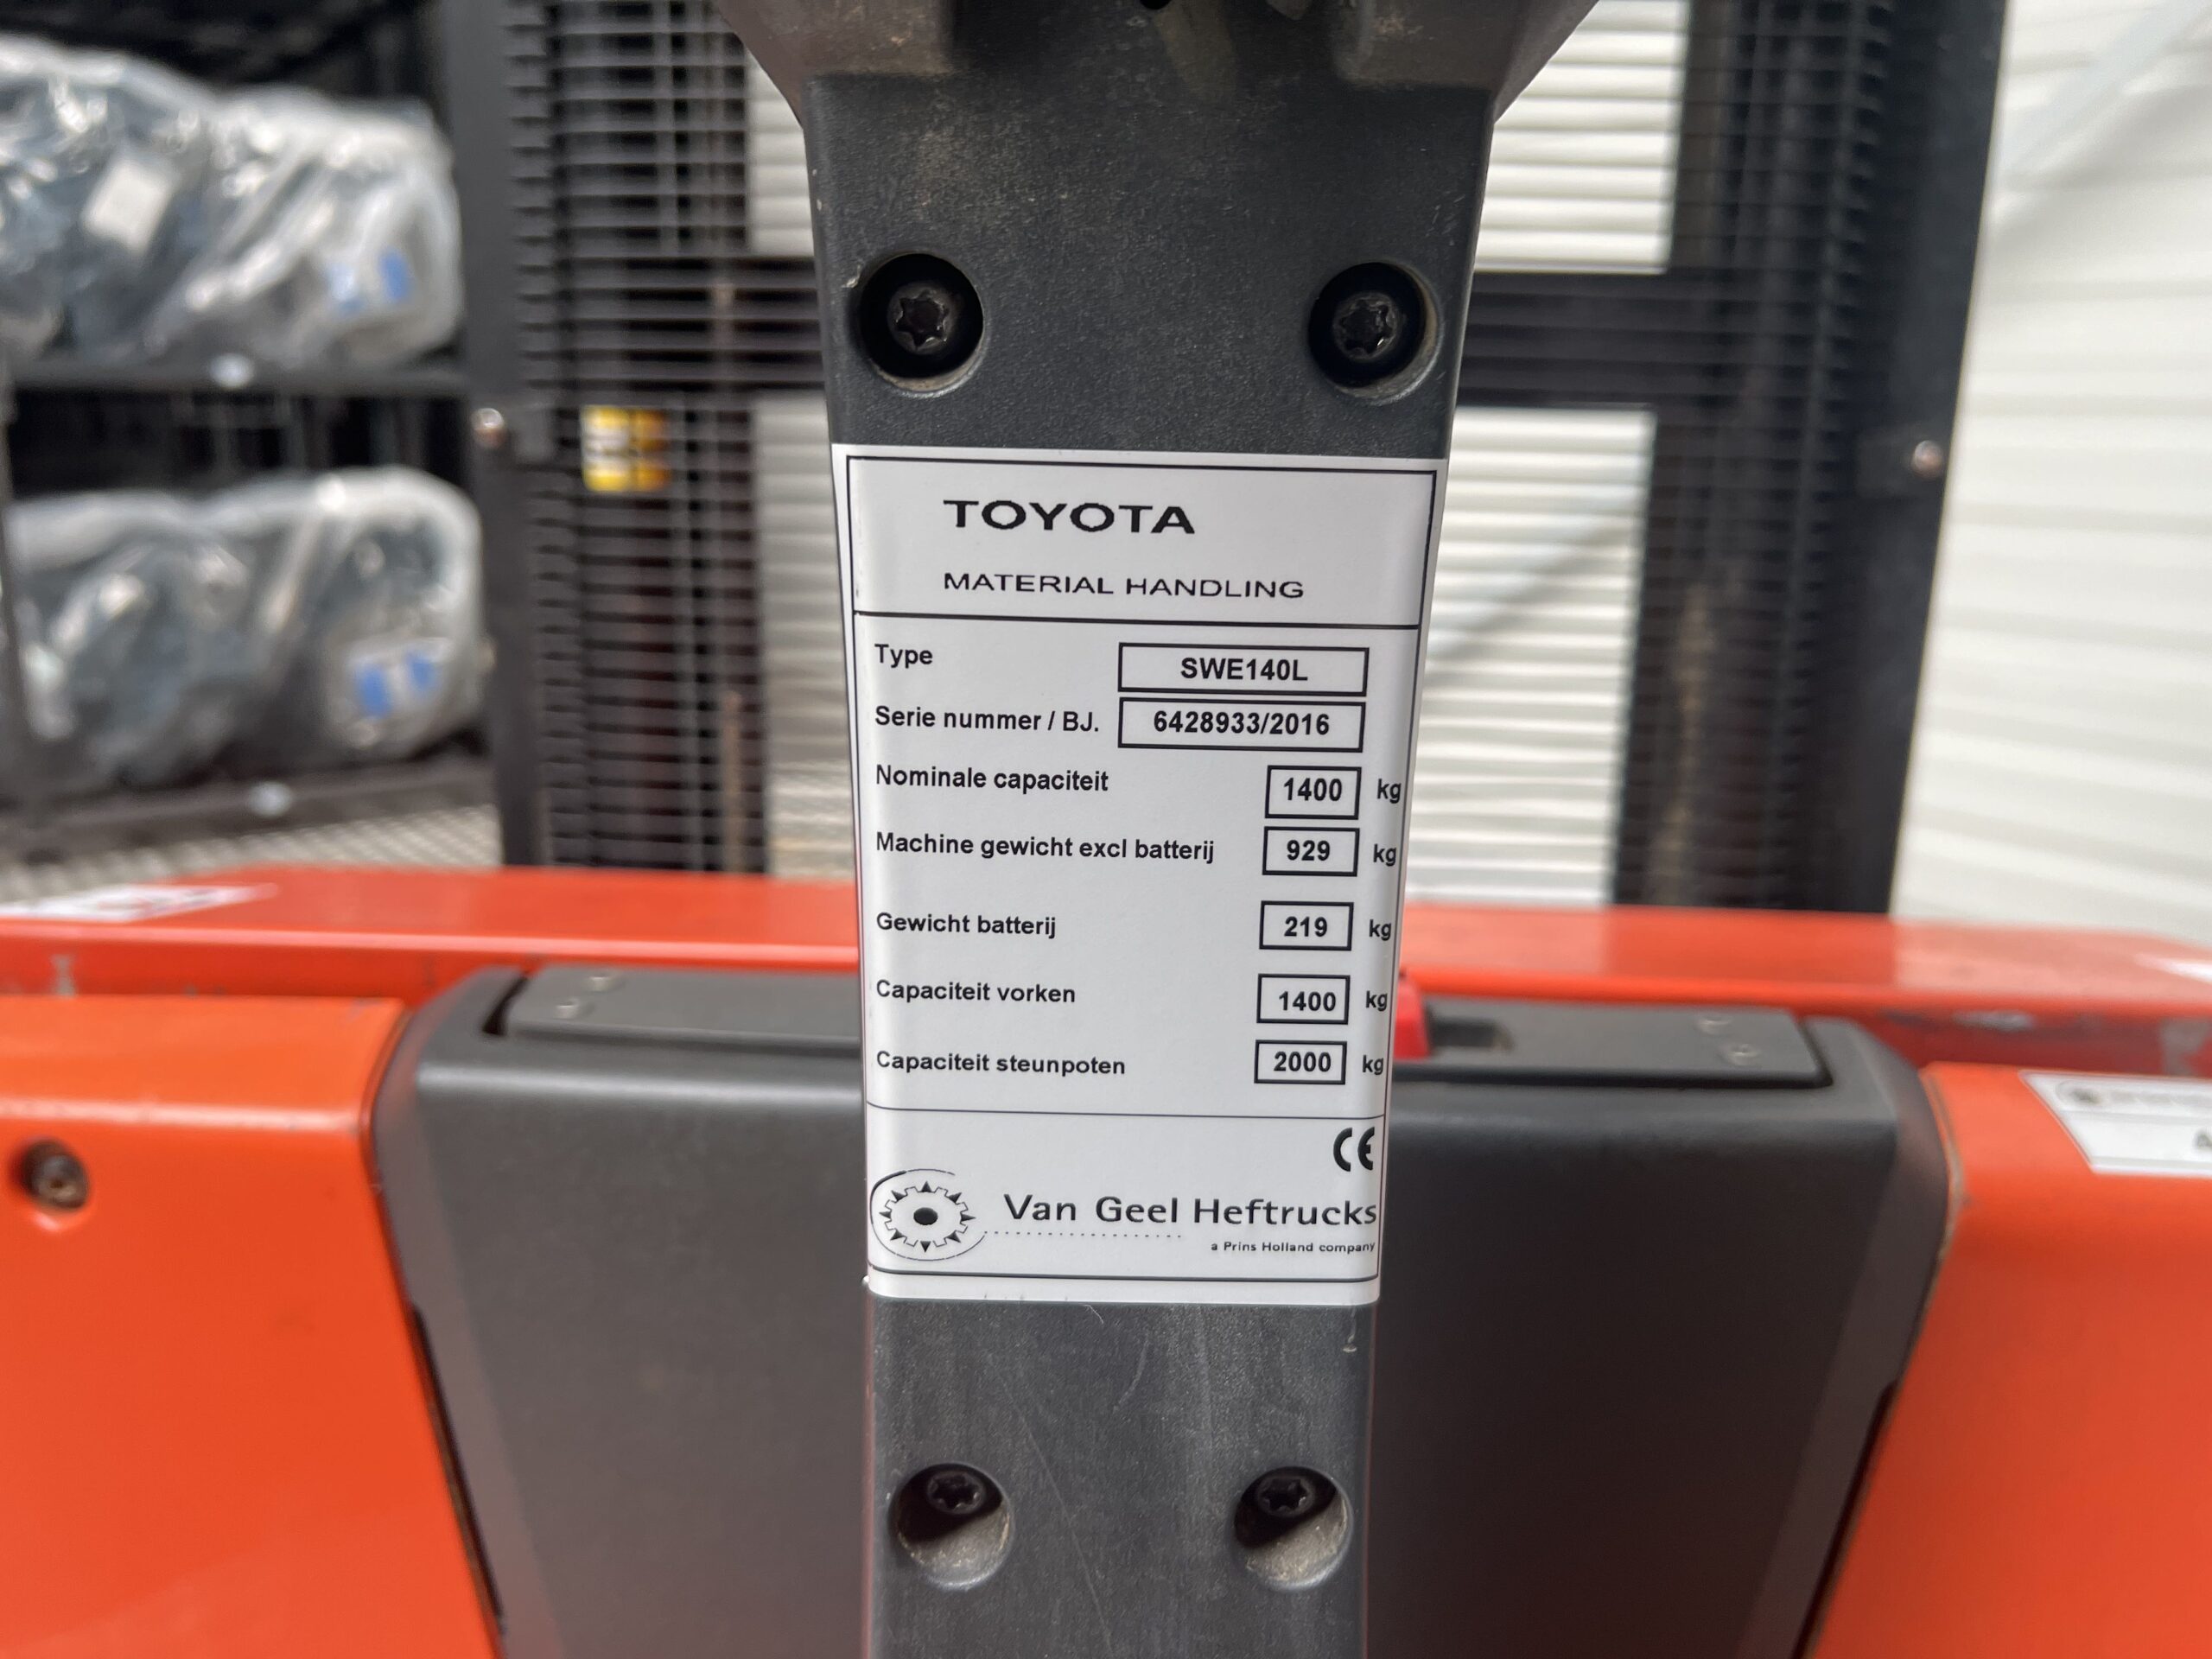 TOYOTA
MATERIAL HANDLING
Type SWE140L
Serie nummer / BJ. 6428933/2016
Nominale capaciteit 1400 kg
Machine gewicht excl batterij 929 kg
Gewicht batterij 219 kg
Capaciteit vorken 1400 kg
Capaciteit steunpoten 2000 kg
CE
Van Geel Heftrucks
a Prins Holland company